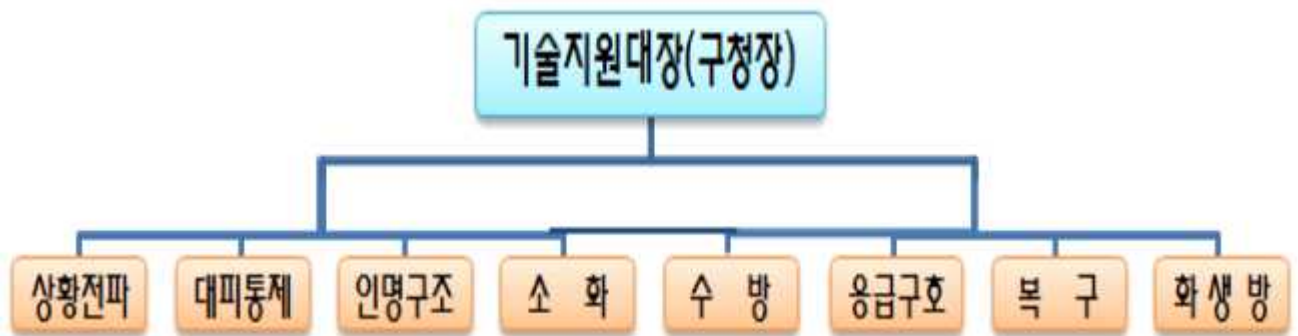 기술지원대장(구청장)
상황전파
대피통제
인명구조
소 화
수 방
응급구호
복 구
화 생 방